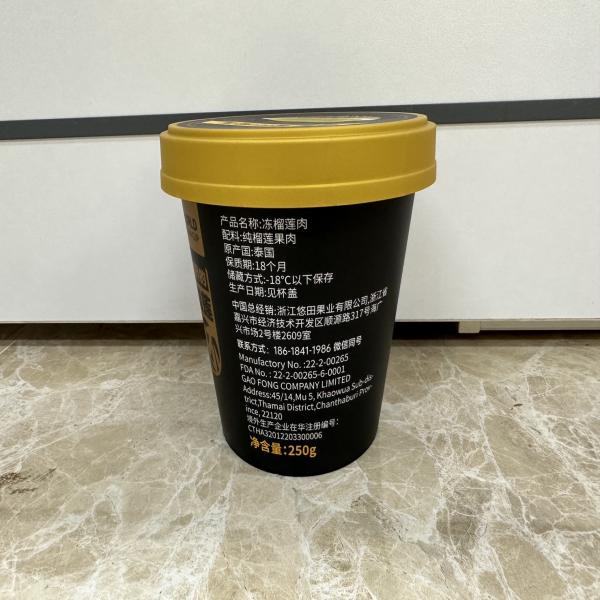 产品名称:冻榴莲肉
配料:纯榴莲果肉
原产国:泰国
保质期:18个月
储藏方式:-18℃以下保存
生产日期:见杯盖
中国总经销:浙江悠田果业有限公司,浙江省
嘉兴市经济技术开发区顺源路317号海广
兴市场2号楼2609室
联系方式: 186-1841-1986 微信同号
Manufactory No. :22-2-00265
FDA No. : 22-2-00265-6-0001
GAO FONG COMPANY LIMITED
Address:45/14,Mu 5, Khaowua Sub-dis-
trict,Thamai District,Chanthaburi Prov-
ince, 22120
境外生产企业在华注册编号:
CTHA32012203300006
净含量:250g